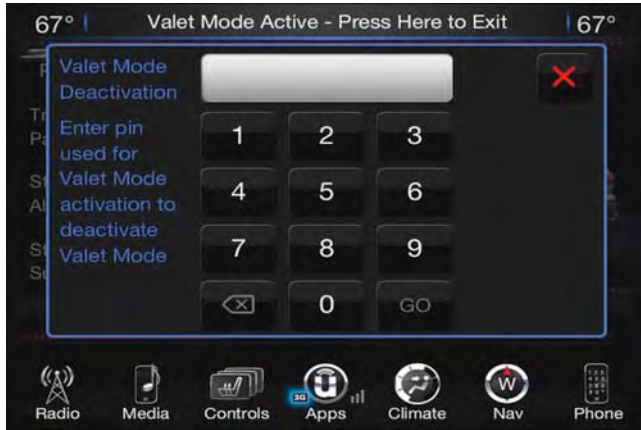 67° Valet Mode Active - Press Here to Exit 67°
Valet Mode
Deactivation
Enter pin
used for
Valet Mode
activation to
deactivate
Valet Mode
1 2 3
4 5 6
7 8 9
0 GO
3G
W
Radio Media Controls Apps Climate Nav Phone